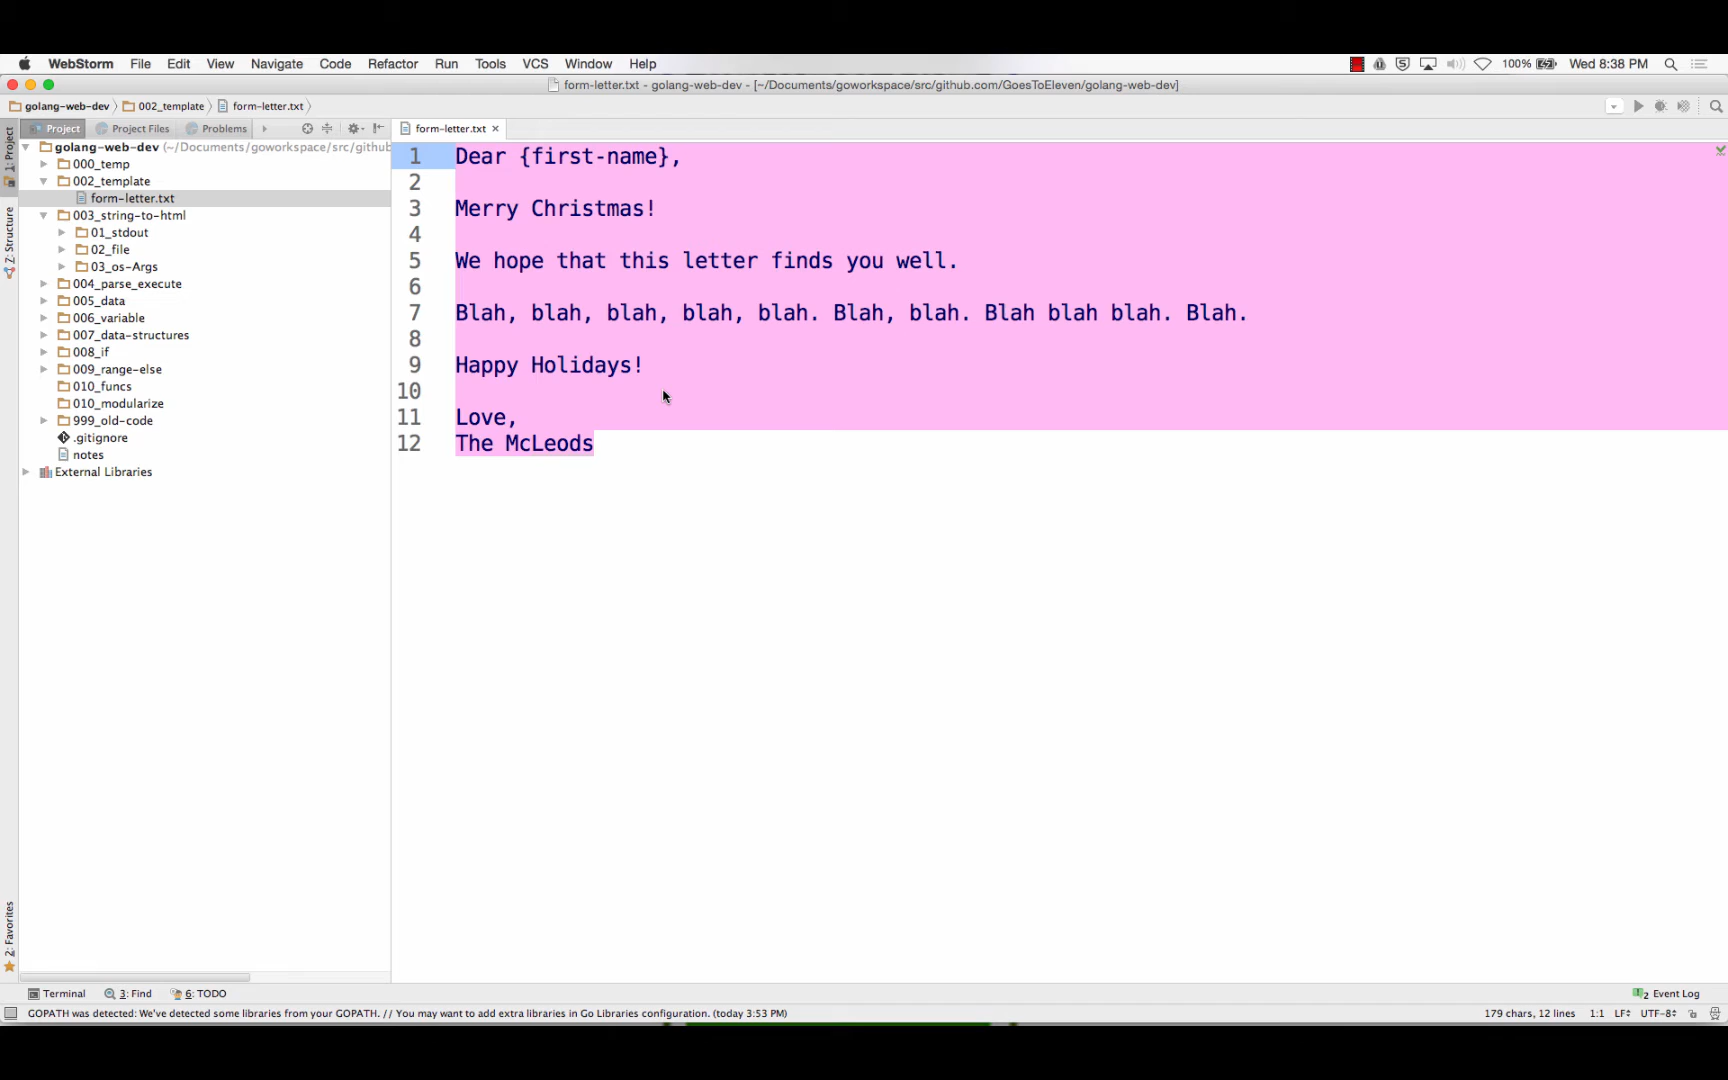 WebStorm File Edit View Navigate Code Refactor Run Tools VCS Window Help 100% Wed 8:38 PM
form-letter.txt - golang-web-dev - [~/Documents/goworkspace/src/github.com/GoesToEleven/golang-web-dev]
golang-web-dev 002_template form-letter.txt
Project Project Files Problems form-letter.txt
1: Project
Z: Structure
2: Favorites
golang-web-dev (~/Documents/goworkspace/src/github
000_temp
002_template
form-letter.txt
003_string-to-html
01_stdout
02_file
03_os-Args
004_parse_execute
005_data
006_variable
007_data-structures
008_if
009_range-else
010_funcs
010_modularize
999_old-code
.gitignore
notes
External Libraries
1 Dear {first-name},
2
3 Merry Christmas!
4
5 We hope that this letter finds you well.
6
7 Blah, blah, blah, blah, blah. Blah, blah. Blah blah blah. Blah.
8
9 Happy Holidays!
10
11 Love,
12 The McLeods
Terminal 3: Find 6: TODO 2 Event Log
GOPATH was detected: We've detected some libraries from your GOPATH. // You may want to add extra libraries in Go Libraries configuration. (today 3:53 PM) 179 chars, 12 lines 1:1 LF UTF-8